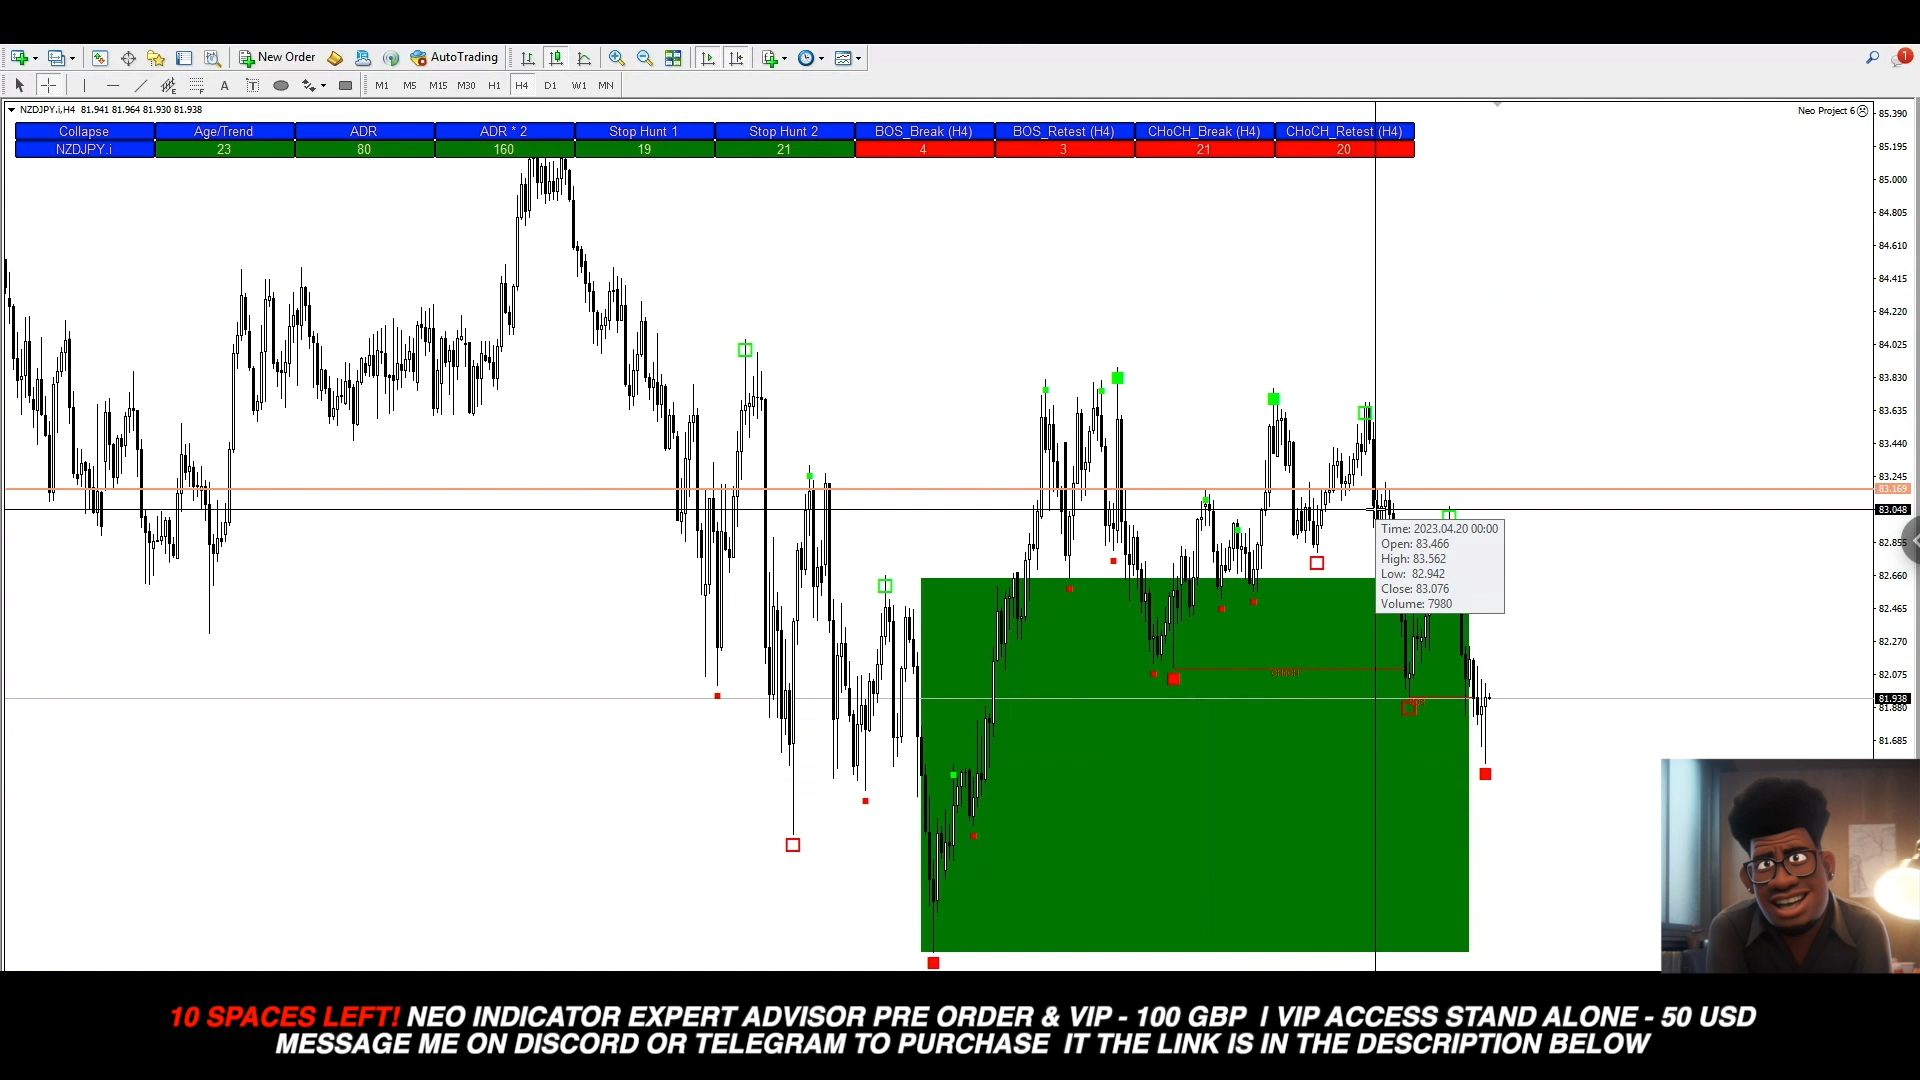 New Order
AutoTrading
1
A
T
M1 M5 M15 M30 H1 H4 D1 W1 MN
NZDJPY.i,H4 81.941 81.964 81.930 81.938
Neo Project 6
Collapse Age/Trend ADR ADR * 2 Stop Hunt 1 Stop Hunt 2 BOS_Break (H4) BOS_Retest (H4) CHoCH_Break (H4) CHoCH_Retest (H4)
NZDJPY.i 23 80 160 19 21 4 3 21 20
85.390
85.195
85.000
84.805
84.610
84.415
84.220
84.025
83.830
83.635
83.440
83.245
83.169
83.048
82.855
82.660
82.465
82.270
82.075
81.938
81.880
81.685
Time: 2023.04.20 00:00
Open: 83.466
High: 83.562
Low: 82.942
Close: 83.076
Volume: 7980
10 SPACES LEFT! NEO INDICATOR EXPERT ADVISOR PRE ORDER & VIP - 100 GBP I VIP ACCESS STAND ALONE - 50 USD
MESSAGE ME ON DISCORD OR TELEGRAM TO PURCHASE IT THE LINK IS IN THE DESCRIPTION BELOW